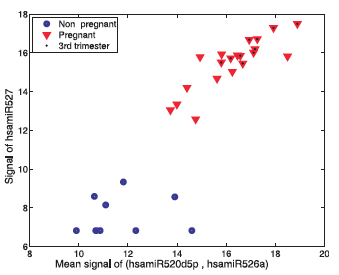 18
16
14
12
10
8
6
8
10
12
14
16
18
20
Non pregnant
Pregnant
3rd trimester
Signal of hsamiR527
Mean signal of (hsamiR520d5p , hsamiR526a)